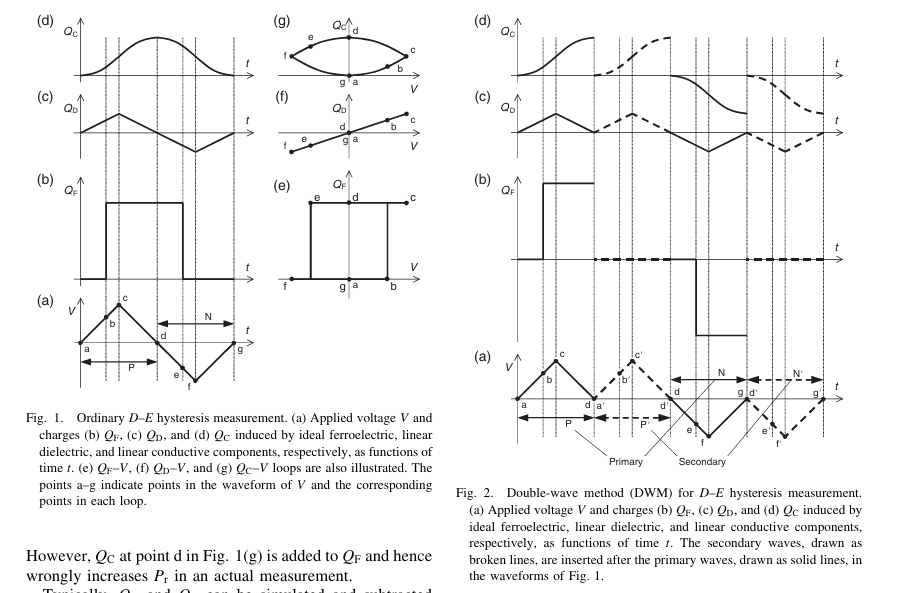 (d)
Q_C
t
(c)
Q_D
t
(b)
Q_F
t
(a)
V
c
b
a
d
N
P
e
f
g
t
(g)
Q_C
d
e
f
c
b
g a
V
(f)
Q_D
d
c
b
e
f
g a
V
(e)
Q_F
e
d
c
V
f
g a
b
Fig. 1. Ordinary D–E hysteresis measurement. (a) Applied voltage V and
charges (b) Q_F, (c) Q_D, and (d) Q_C induced by ideal ferroelectric, linear
dielectric, and linear conductive components, respectively, as functions of
time t. (e) Q_F–V, (f) Q_D–V, and (g) Q_C–V loops are also illustrated. The
points a–g indicate points in the waveform of V and the corresponding
points in each loop.
However, Q_C at point d in Fig. 1(g) is added to Q_F and hence
wrongly increases P_r in an actual measurement.
(d)
Q_C
t
(c)
Q_D
t
(b)
Q_F
t
(a)
V
c
b
a
d a′
c′
b′
d′
d
N
N′
P
P′
e
f
g d′
e′
f′
g′
t
Primary
Secondary
Fig. 2. Double-wave method (DWM) for D–E hysteresis measurement.
(a) Applied voltage V and charges (b) Q_F, (c) Q_D, and (d) Q_C induced by
ideal ferroelectric, linear dielectric, and linear conductive components,
respectively, as functions of time t. The secondary waves, drawn as
broken lines, are inserted after the primary waves, drawn as solid lines, in
the waveforms of Fig. 1.